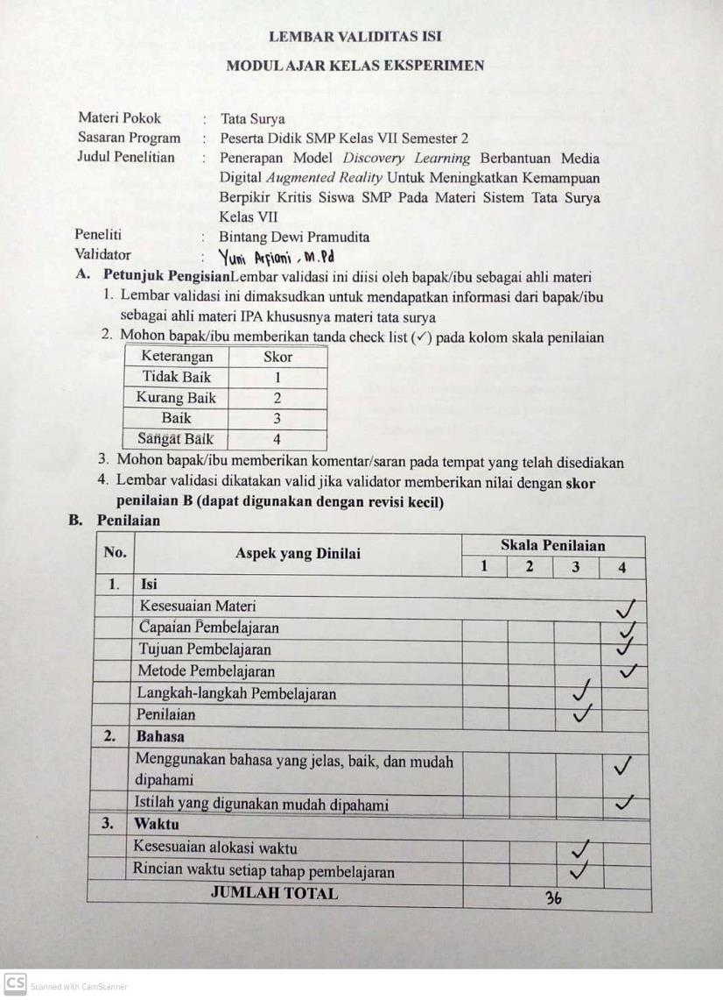 LEMBAR VALIDITAS ISI
MODUL AJAR KELAS EKSPERIMEN
Materi Pokok : Tata Surya
Sasaran Program : Peserta Didik SMP Kelas VII Semester 2
Judul Penelitian : Penerapan Model Discovery Learning Berbantuan Media
Digital Augmented Reality Untuk Meningkatkan Kemampuan
Berpikir Kritis Siswa SMP Pada Materi Sistem Tata Surya
Kelas VII
Peneliti : Bintang Dewi Pramudita
Validator : Yuni Arfiani, M.Pd
A. Petunjuk PengisianLembar validasi ini diisi oleh bapak/ibu sebagai ahli materi
1. Lembar validasi ini dimaksudkan untuk mendapatkan informasi dari bapak/ibu
sebagai ahli materi IPA khususnya materi tata surya
2. Mohon bapak/ibu memberikan tanda check list (✓) pada kolom skala penilaian
Keterangan Skor
Tidak Baik 1
Kurang Baik 2
Baik 3
Sangat Baik 4
3. Mohon bapak/ibu memberikan komentar/saran pada tempat yang telah disediakan
4. Lembar validasi dikatakan valid jika validator memberikan nilai dengan skor
penilaian B (dapat digunakan dengan revisi kecil)
B. Penilaian
No. Aspek yang Dinilai Skala Penilaian
1 2 3 4
1. Isi
Kesesuaian Materi ✓
Capaian Pembelajaran ✓
Tujuan Pembelajaran ✓
Metode Pembelajaran ✓
Langkah-langkah Pembelajaran ✓
Penilaian ✓
2. Bahasa
Menggunakan bahasa yang jelas, baik, dan mudah ✓
dipahami
Istilah yang digunakan mudah dipahami ✓
3. Waktu
Kesesuaian alokasi waktu ✓
Rincian waktu setiap tahap pembelajaran ✓
JUMLAH TOTAL 36
CS Scanned with CamScanner